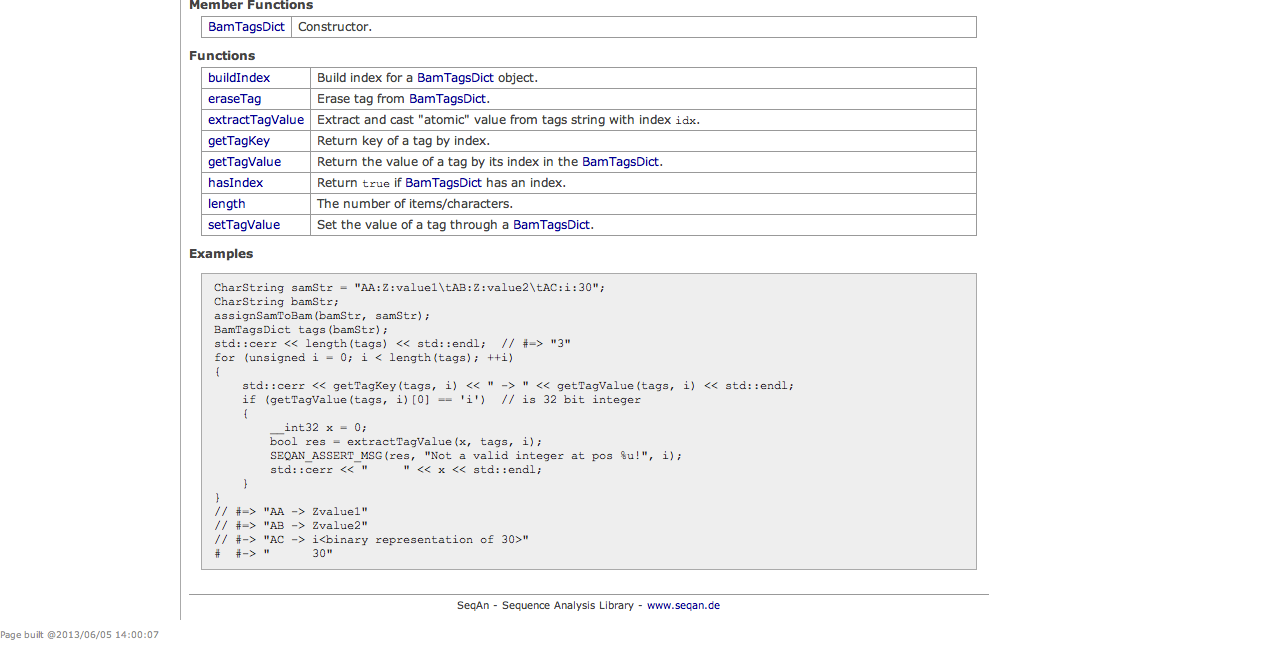 Member Functions
BamTagsDict Constructor.
Functions
buildIndex Build index for a BamTagsDict object.
eraseTag Erase tag from BamTagsDict.
extractTagValue Extract and cast "atomic" value from tags string with index idx.
getTagKey Return key of a tag by index.
getTagValue Return the value of a tag by its index in the BamTagsDict.
hasIndex Return true if BamTagsDict has an index.
length The number of items/characters.
setTagValue Set the value of a tag through a BamTagsDict.
Examples
CharString samStr = "AA:Z:value1\tAB:Z:value2\tAC:i:30";
CharString bamStr;
assignSamToBam(bamStr, samStr);
BamTagsDict tags(bamStr);
std::cerr << length(tags) << std::endl;  // #=> "3"
for (unsigned i = 0; i < length(tags); ++i)
{
    std::cerr << getTagKey(tags, i) << " -> " << getTagValue(tags, i) << std::endl;
    if (getTagValue(tags, i)[0] == 'i')  // is 32 bit integer
    {
        __int32 x = 0;
        bool res = extractTagValue(x, tags, i);
        SEQAN_ASSERT_MSG(res, "Not a valid integer at pos %u!", i);
        std::cerr << "     " << x << std::endl;
    }
}
// #=> "AA -> Zvalue1"
// #=> "AB -> Zvalue2"
// #-> "AC -> i<binary representation of 30>"
#  #-> "      30"
SeqAn - Sequence Analysis Library - www.seqan.de
Page built @2013/06/05 14:00:07